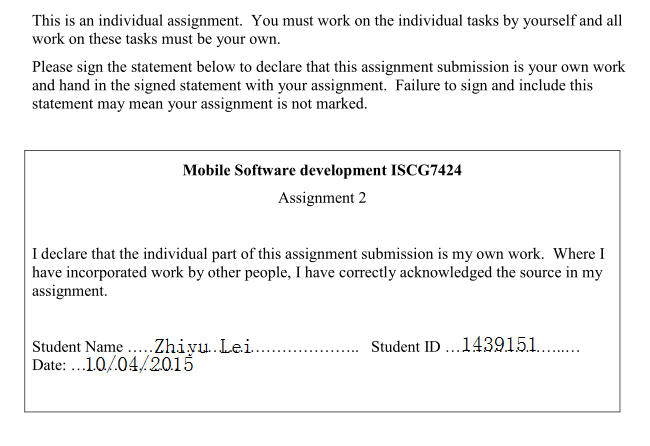 This is an individual assignment.  You must work on the individual tasks by yourself and all
work on these tasks must be your own.
Please sign the statement below to declare that this assignment submission is your own work
and hand in the signed statement with your assignment.  Failure to sign and include this
statement may mean your assignment is not marked.
Mobile Software development ISCG7424
Assignment 2
I declare that the individual part of this assignment submission is my own work.  Where I
have incorporated work by other people, I have correctly acknowledged the source in my
assignment.
Student Name .....Zhiyu Lei..................... Student ID ...1439151.........
Date: ...10/04/2015